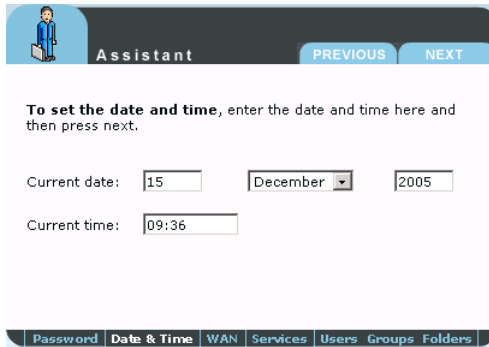 Assistant PREVIOUS NEXT
To set the date and time, enter the date and time here and
then press next.
Current date: 15 December 2005
Current time: 09:36
Password Date & Time WAN Services Users Groups Folders